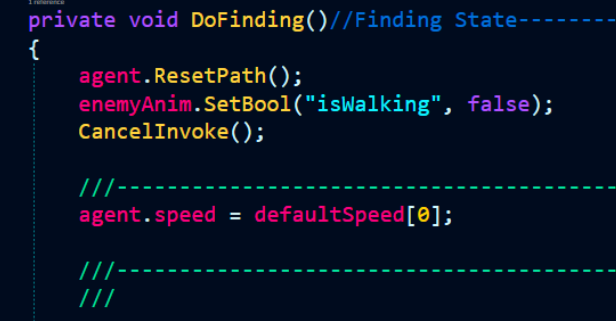 1 reference
private void DoFinding()//Finding State--------
{
agent.ResetPath();
enemyAnim.SetBool("isWalking", false);
CancelInvoke();
///----------------------------------------
agent.speed = defaultSpeed[0];
///----------------------------------------
///